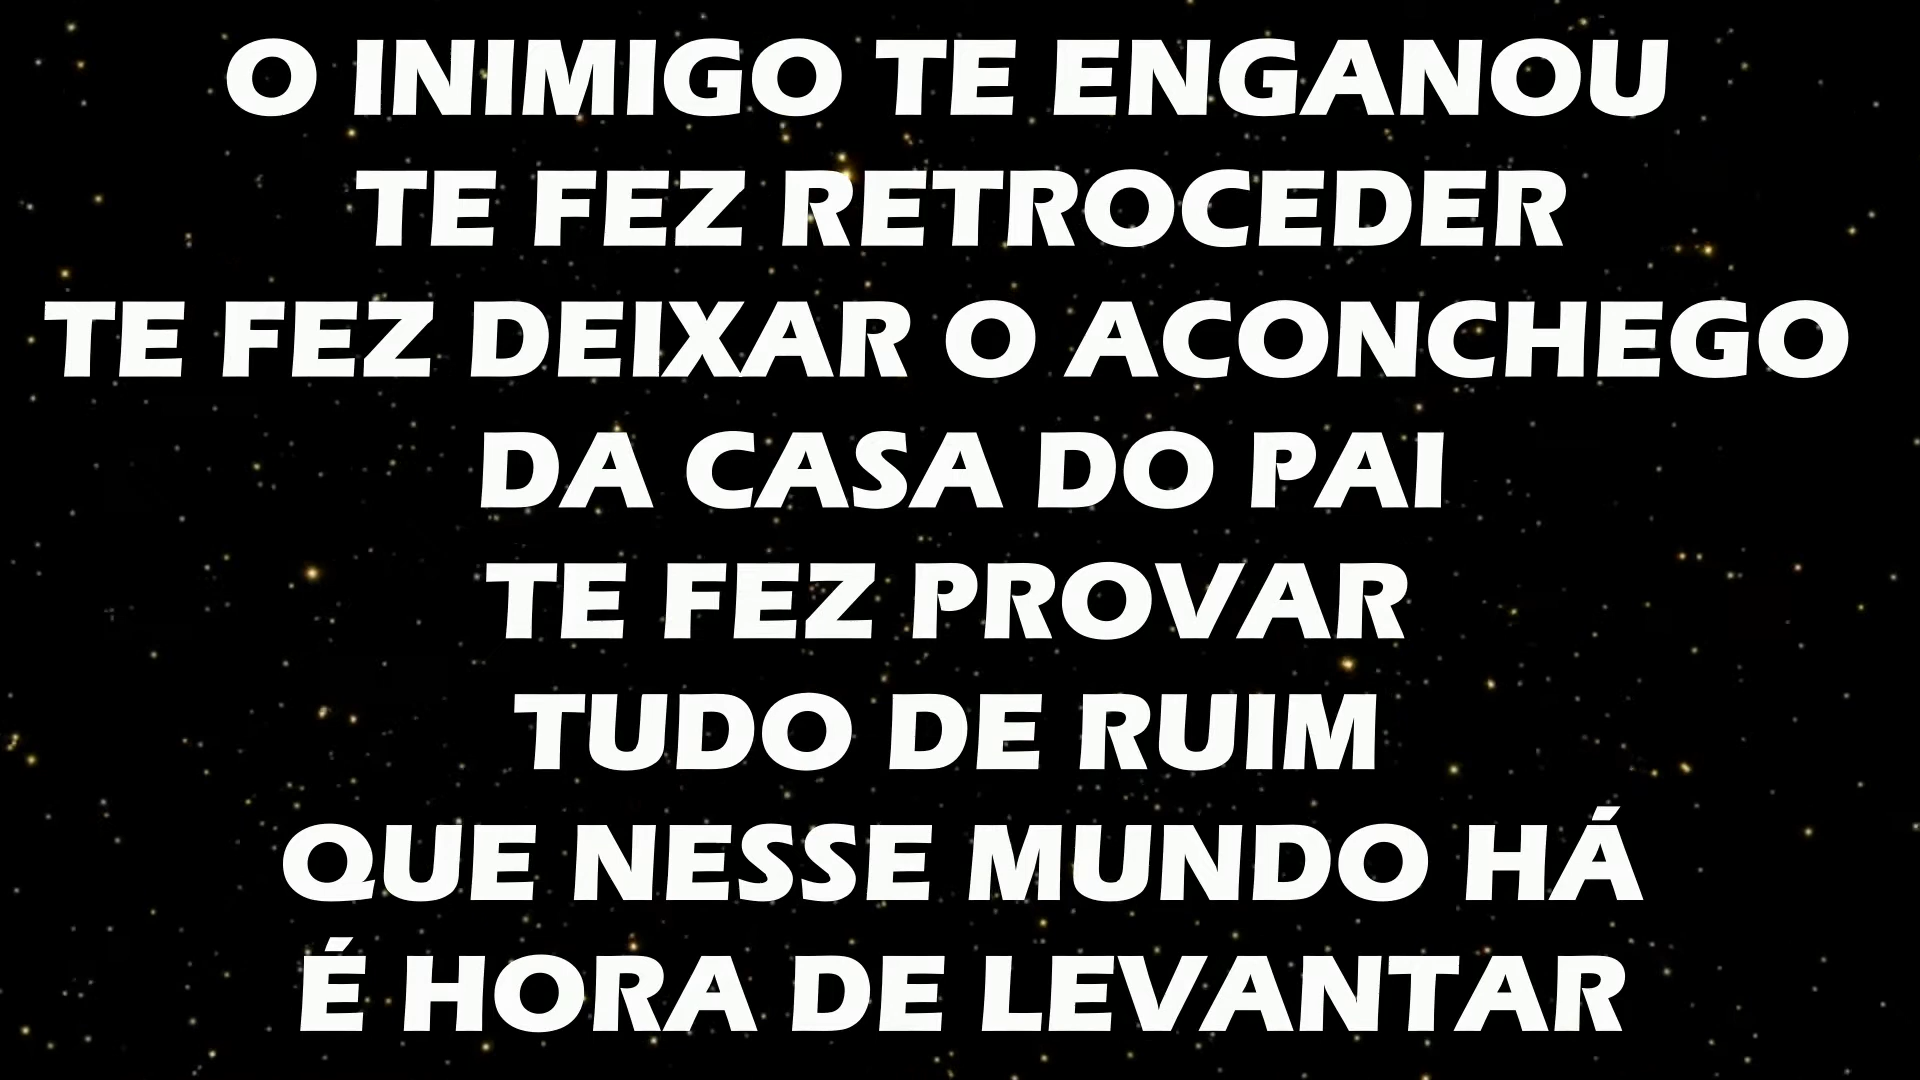 O INIMIGO TE ENGANOU
TE FEZ RETROCEDER
TE FEZ DEIXAR O ACONCHEGO
DA CASA DO PAI
TE FEZ PROVAR
TUDO DE RUIM
QUE NESSE MUNDO HÁ
É HORA DE LEVANTAR